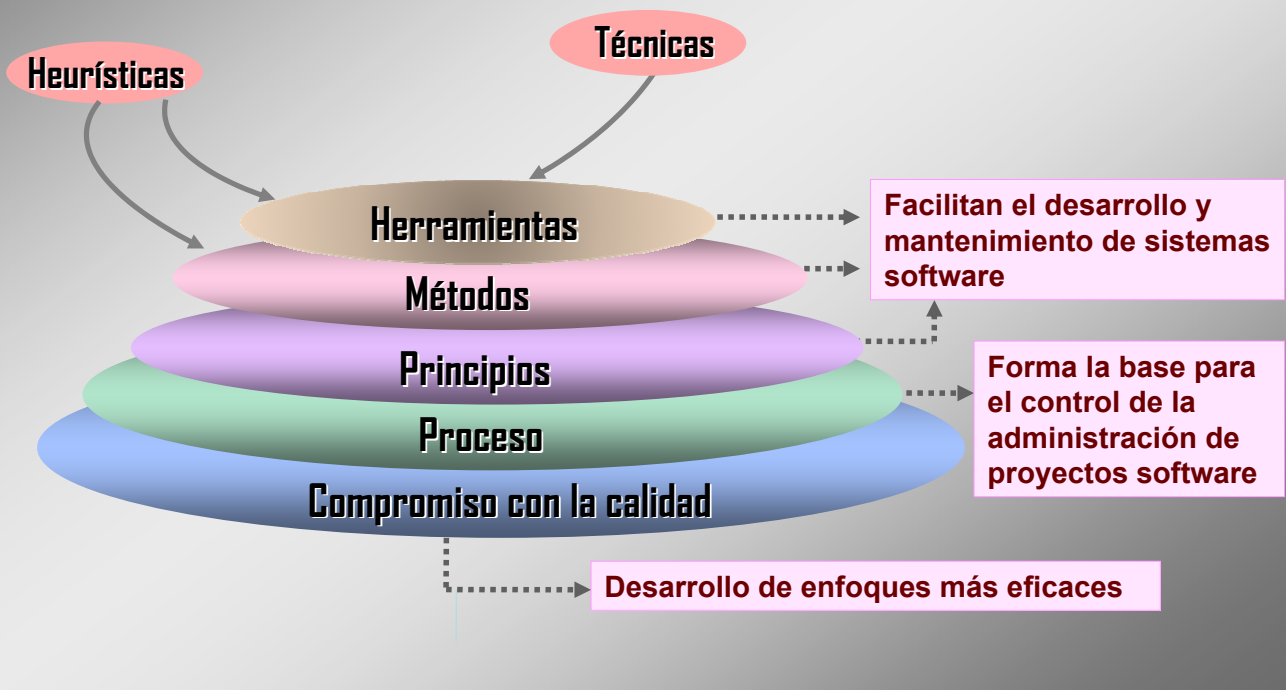 Técnicas
Heurísticas
Herramientas
Métodos
Principios
Proceso
Compromiso con la calidad
Facilitan el desarrollo y
mantenimiento de sistemas
software
Forma la base para
el control de la
administración de
proyectos software
Desarrollo de enfoques más eficaces